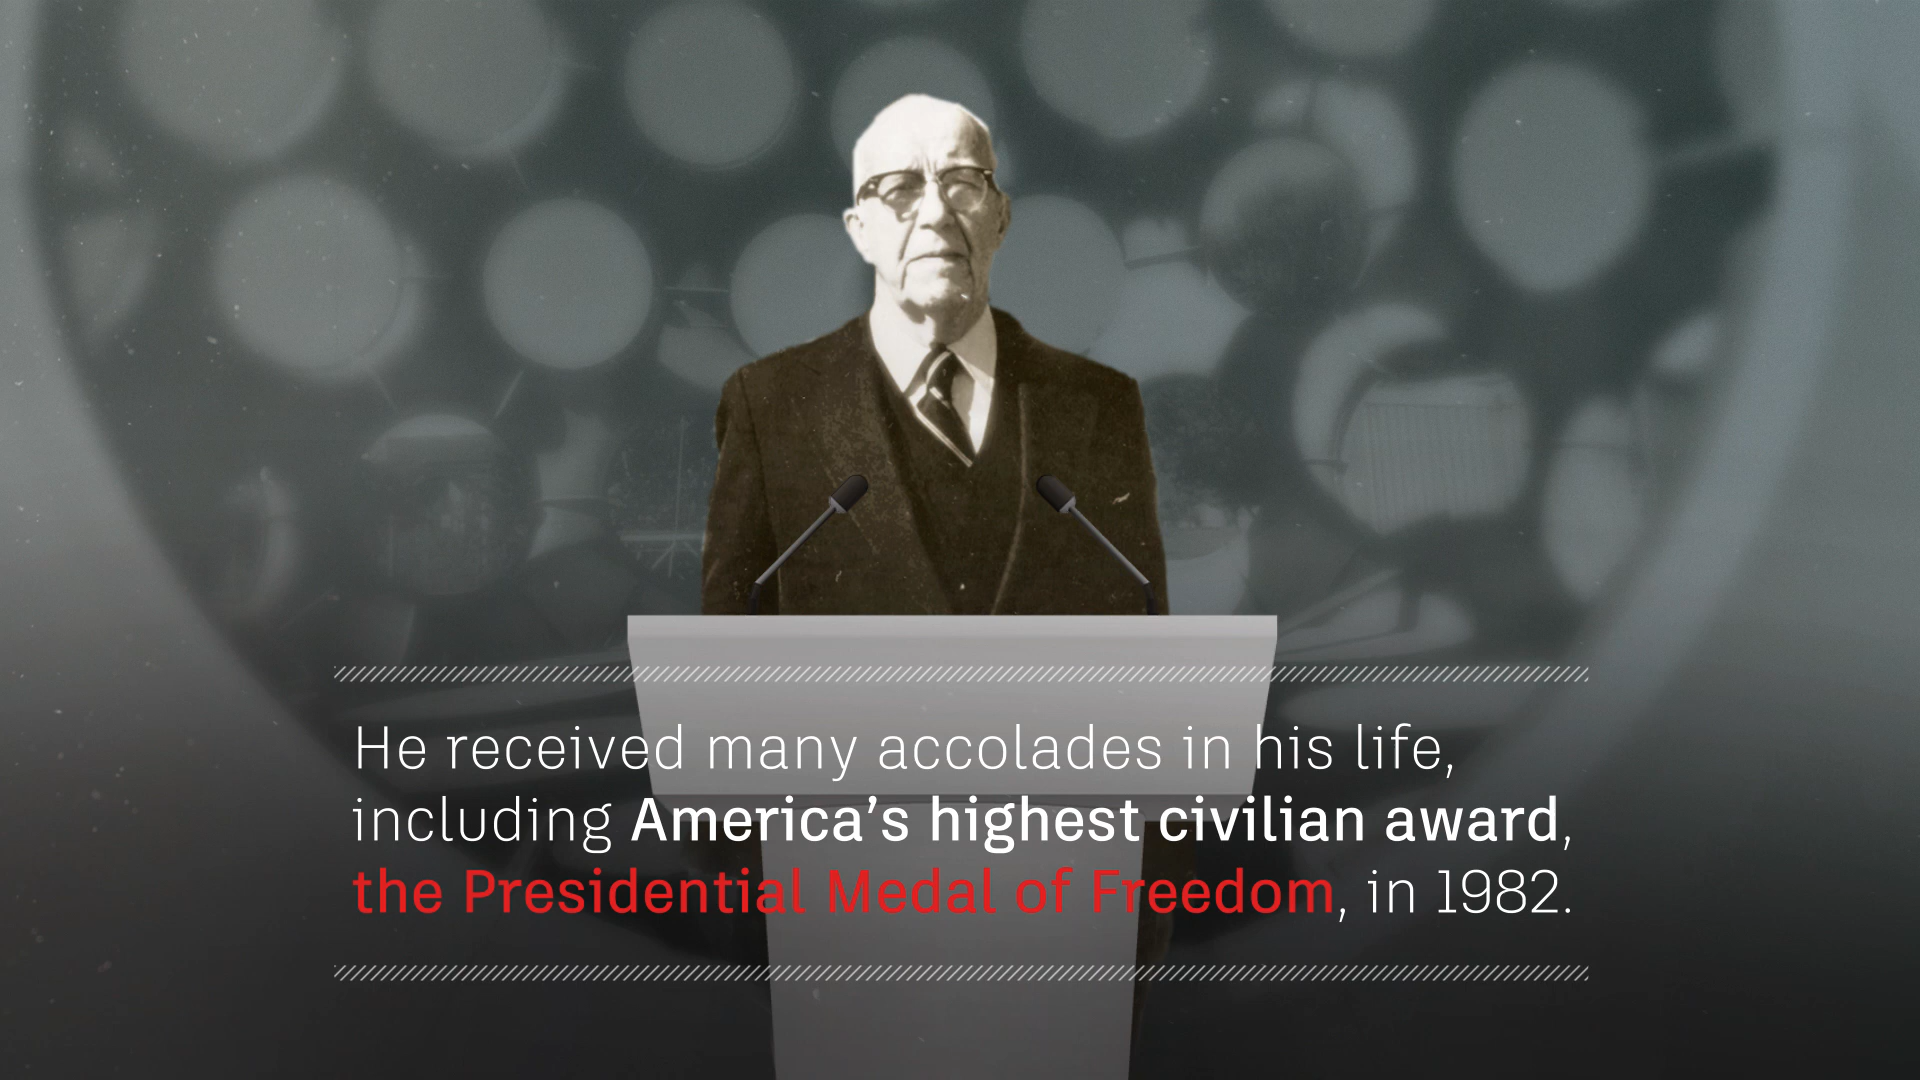 He received many accolades in his life,
including America’s highest civilian award,
the Presidential Medal of Freedom, in 1982.